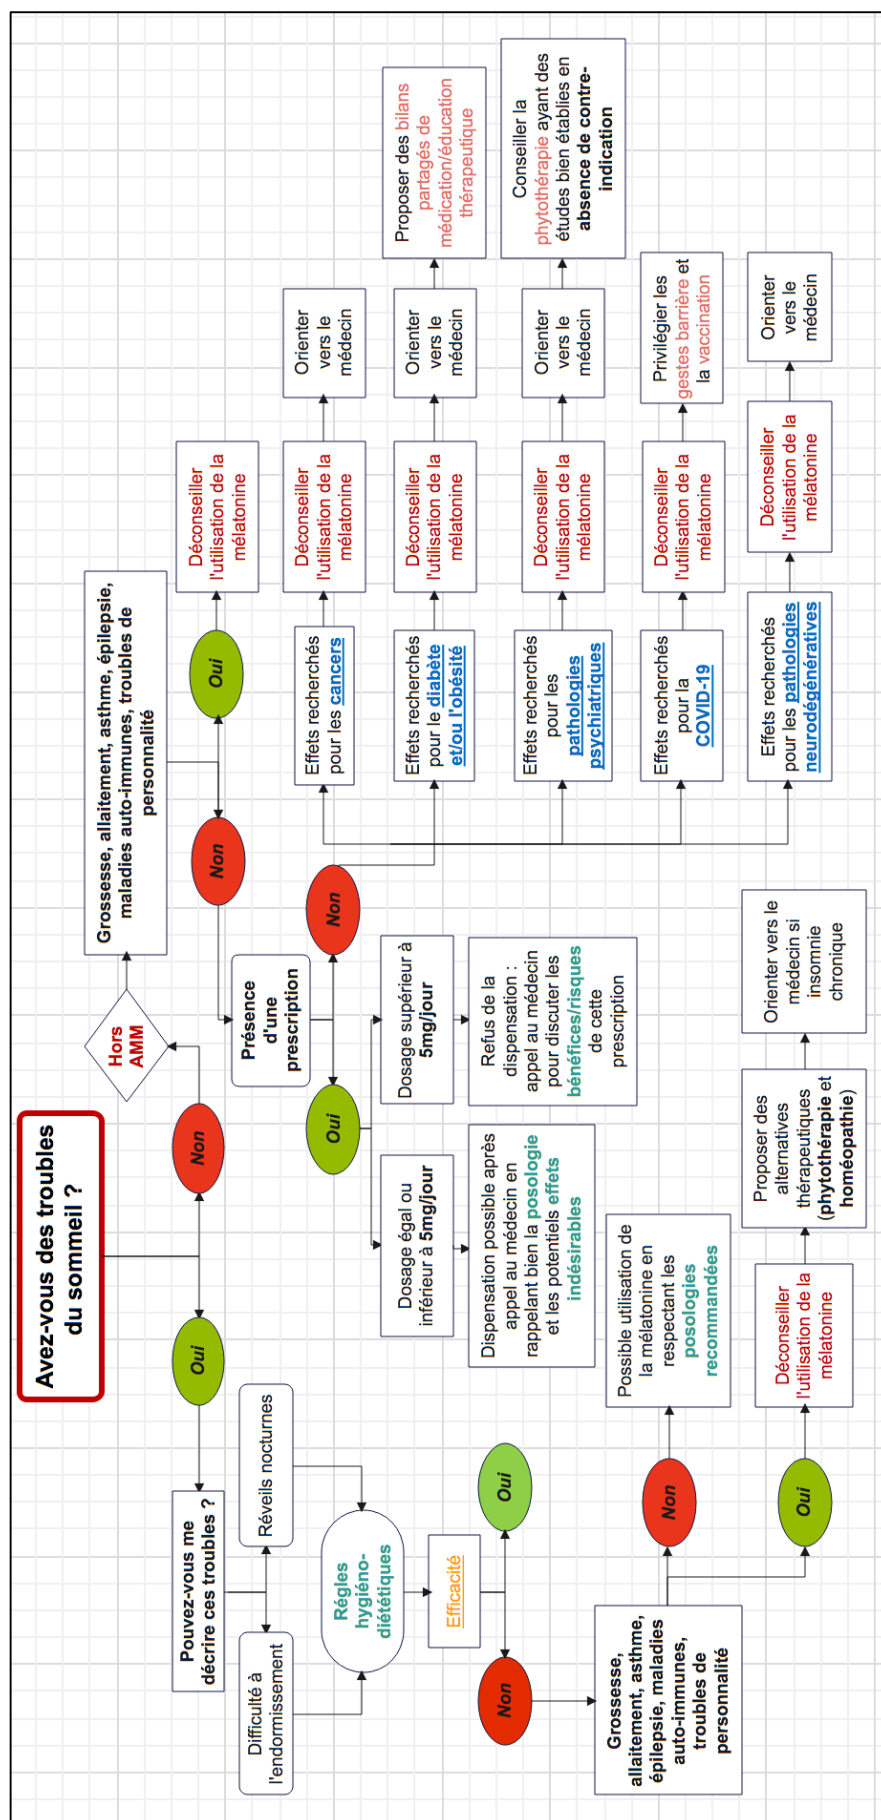 Avez-vous des troubles
du sommeil ?
Oui
Non
Pouvez-vous me
décrire ces troubles ?
Difficulté à
l'endormissement
Réveils nocturnes
Régles
hygiéno-
diététiques
Efficacité
Non
Oui
Grossesse,
allaitement, asthme,
épilepsie, maladies
auto-immunes,
troubles de
personnalité
Non
Possible utilisation de
la mélatonine en
respectant les
posologies
recommandées
Oui
Déconseiller
l'utilisation de la
mélatonine
Proposer des
alternatives
thérapeutiques
(phytothérapie et
homéopathie)
Orienter vers le
médecin si
insomnie
chronique
Hors
AMM
Grossesse, allaitement, asthme, épilepsie,
maladies auto-immunes, troubles de
personnalité
Non
Oui
Déconseiller
l'utilisation de la
mélatonine
Présence
d'une
prescription
Oui
Non
Dosage égal ou
inférieur à 5mg/jour
Dosage supérieur à
5mg/jour
Dispensation possible après
appel au médecin en
rappelant bien la posologie
et les potentiels effets
indésirables
Refus de la
dispensation :
appel au médecin
pour discuter les
bénéfices/risques
de cette
prescription
Effets recherchés
pour les cancers
Déconseiller
l'utilisation de la
mélatonine
Orienter
vers le
médecin
Effets recherchés
pour le diabète
et/ou l'obésité
Déconseiller
l'utilisation de la
mélatonine
Orienter
vers le
médecin
Proposer des bilans
partagés de
médication/éducation
thérapeutique
Effets recherchés
pour les
pathologies
psychiatriques
Déconseiller
l'utilisation de la
mélatonine
Orienter
vers le
médecin
Conseiller la
phytothérapie ayant des
études bien établies en
absence de contre-
indication
Effets recherchés
pour la
COVID-19
Déconseiller
l'utilisation de la
mélatonine
Privilégier les
gestes barrière et
la vaccination
Effets recherchés
pour les pathologies
neurodégénératives
Déconseiller
l'utilisation de la
mélatonine
Orienter
vers le
médecin